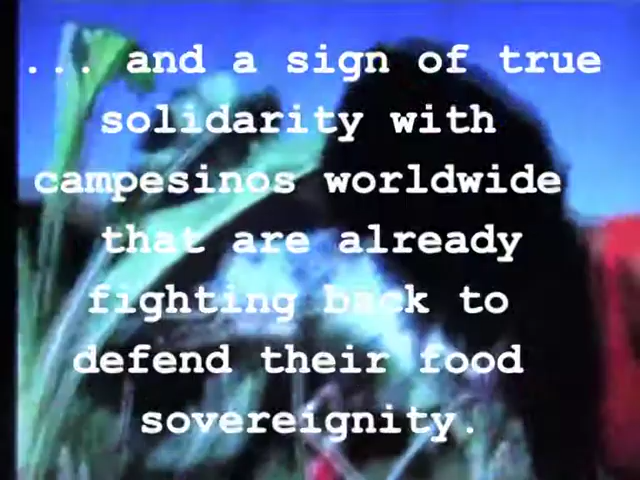 ... and a sign of true
solidarity with
campesinos worldwide
that are already
fighting back to
defend their food
sovereignity.